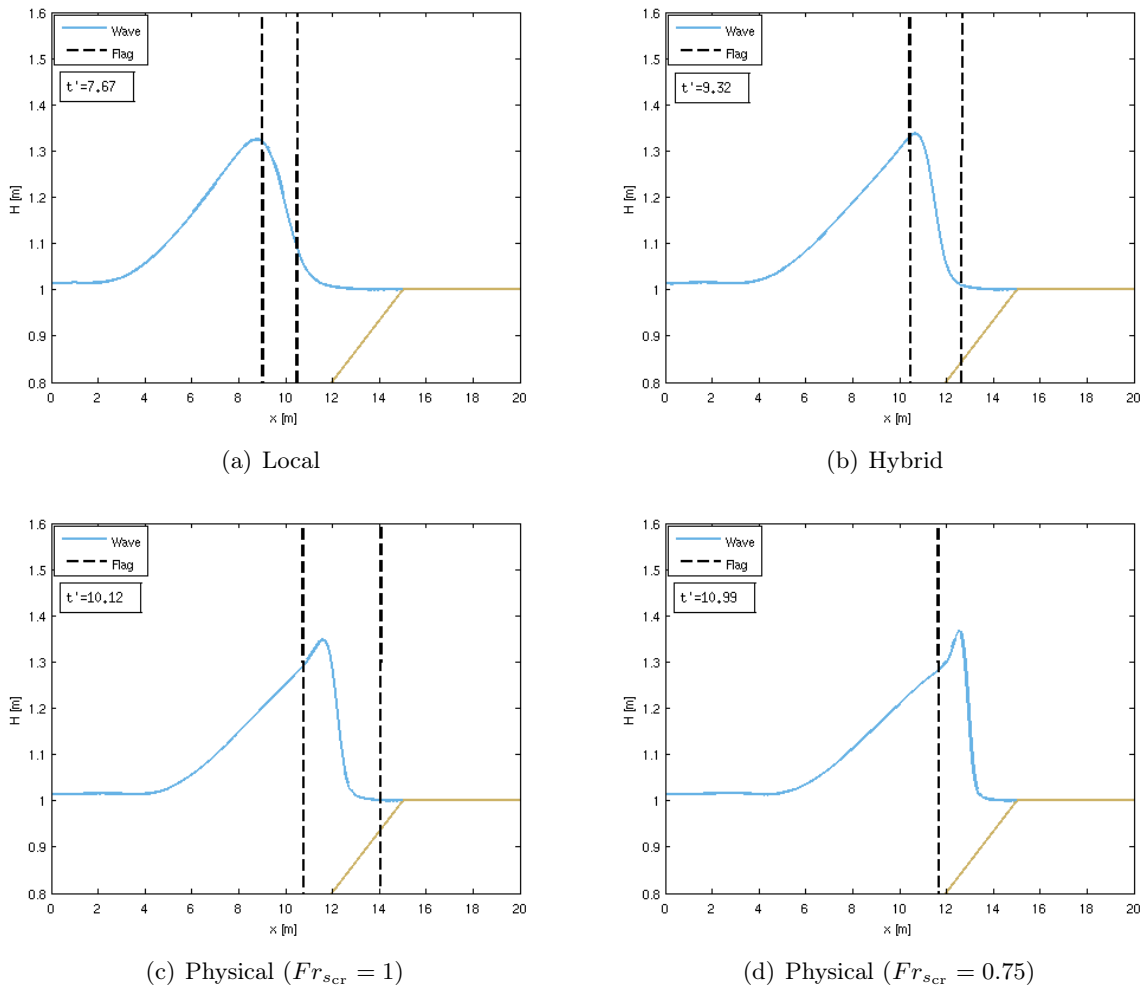 1.6
1.5
1.4
1.3
1.2
1.1
1
0.9
0.8
H [m]
Wave
Flag
t'=7.67
0 2 4 6 8 10 12 14 16 18 20
x [m]
(a) Local
1.6
1.5
1.4
1.3
1.2
1.1
1
0.9
0.8
H [m]
Wave
Flag
t'=9.32
0 2 4 6 8 10 12 14 16 18 20
x [m]
(b) Hybrid
1.6
1.5
1.4
1.3
1.2
1.1
1
0.9
0.8
H [m]
Wave
Flag
t'=10.12
0 2 4 6 8 10 12 14 16 18 20
x [m]
(c) Physical (Fr_{s_{cr}} = 1)
1.6
1.5
1.4
1.3
1.2
1.1
1
0.9
0.8
H [m]
Wave
Flag
t'=10.99
0 2 4 6 8 10 12 14 16 18 20
x [m]
(d) Physical (Fr_{s_{cr}} = 0.75)